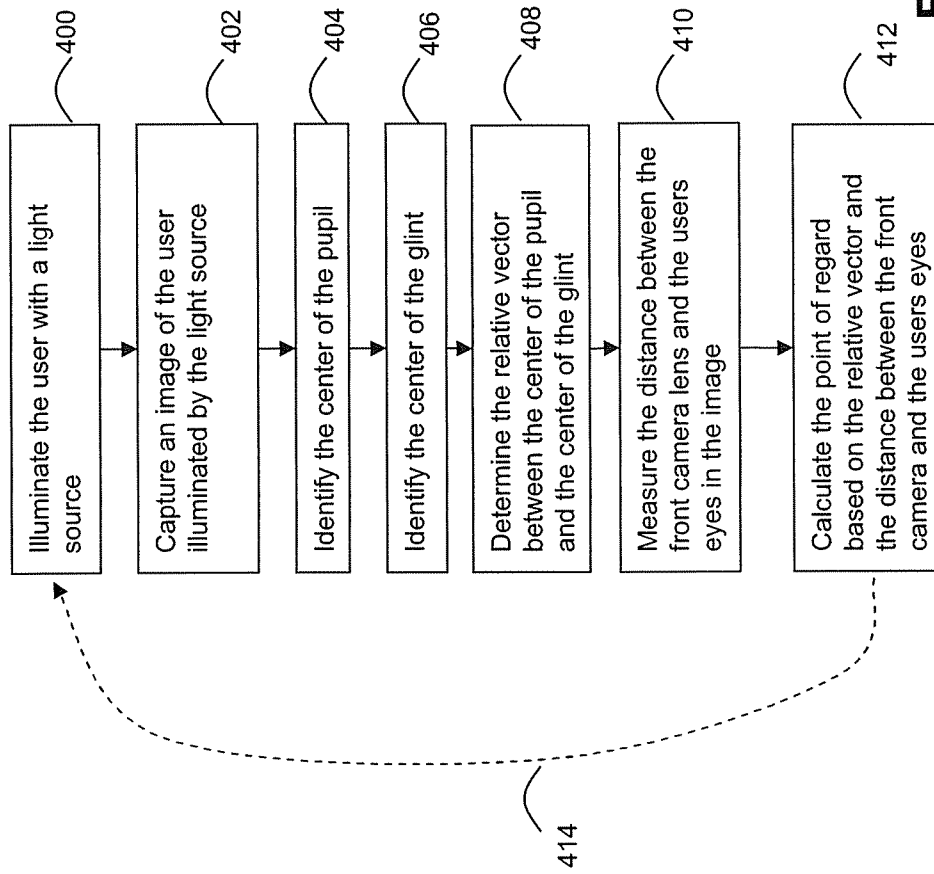 Illuminate the user with a light
source
400
Capture an image of the user
illuminated by the light source
402
Identify the center of the pupil
404
Identify the center of the glint
406
Determine the relative vector
between the center of the pupil
and the center of the glint
408
Measure the distance between the
front camera lens and the users
eyes in the image
410
Calculate the point of regard
based on the relative vector and
the distance between the front
camera and the users eyes
412
414